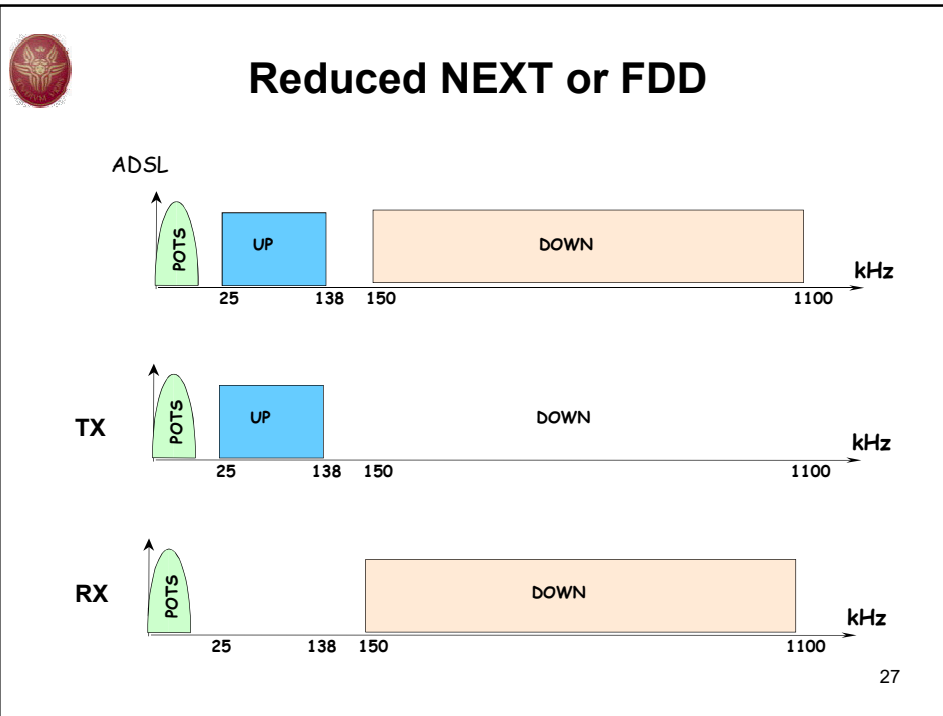 Reduced NEXT or FDD
ADSL
POTS
UP
DOWN
kHz
25 138 150 1100
TX
POTS
UP
DOWN
kHz
25 138 150 1100
RX
POTS
DOWN
kHz
25 138 150 1100
27